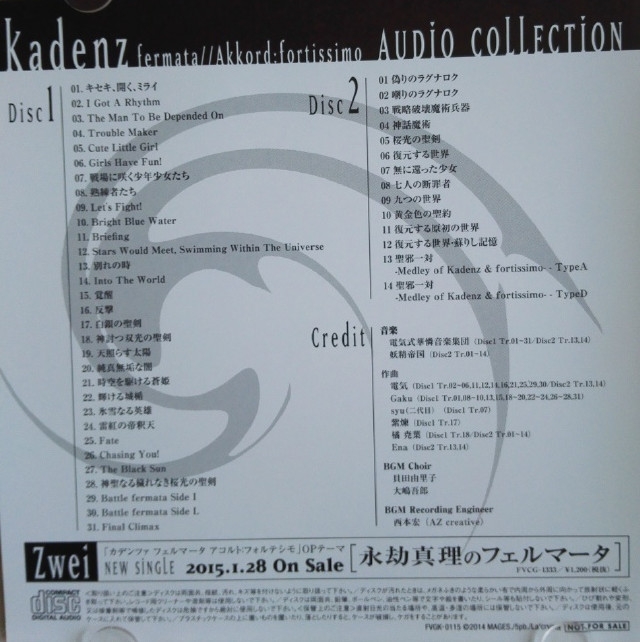 Kadenz fermata//Akkord:fortissimo AUDIO COLLECTION
Disc 1
01. キセキ、開く、ミライ
02. I Got A Rhythm
03. The Man To Be Depended On
04. Trouble Maker
05. Cute Little Girl
06. Girls Have Fun!
07. 戦場に咲く少年少女たち
08. 熟練者たち
09. Let's Fight!
10. Bright Blue Water
11. Briefing
12. Stars Would Meet, Swimming Within The Universe
13. 別れの時
14. Into The World
15. 覚醒
16. 反撃
17. 白銀の聖剣
18. 神討つ双光の聖剣
19. 天照らす太陽
20. 純真無垢な闇
21. 時空を駆ける蒼姫
22. 輝ける城楯
23. 氷雪なる英雄
24. 雷紅の帝釈天
25. Fate
26. Chasing You!
27. The Black Sun
28. 神聖なる穢れなき桜光の聖剣
29. Battle fermata Side I
30. Battle fermata Side L
31. Final Climax
Disc 2
01 偽りのラグナロク
02 嘲りのラグナロク
03 戦略破壊魔術兵器
04 神話魔術
05 桜光の聖剣
06 復元する世界
07 無に還った少女
08 七人の断罪者
09 九つの世界
10 黄金色の聖約
11 復元する原初の世界
12 復元する世界・蘇りし記憶
13 聖邪一対
-Medley of Kadenz & fortissimo- - TypeA
14 聖邪一対
-Medley of Kadenz & fortissimo- - TypeD
Credit
音楽
電気式華憐音楽集団 (Disc1 Tr.01-31/Disc2 Tr.13,14)
妖精帝国 (Disc2 Tr.01-14)
作曲
電気 (Disc1 Tr.02-06,11,12,14,16,21,25,29,30/Disc2 Tr.13,14)
Gaku (Disc1 Tr.01,08-10,13,15,18-20,22-24,26-28,31)
syu(二代目) (Disc1 Tr.07)
紫煉 (Disc1 Tr.17)
橘 尭葉 (Disc1 Tr.18/Disc2 Tr.01-14)
Ena (Disc2 Tr.13,14)
BGM Choir
貝田由里子
大嶋吾郎
BGM Recording Engineer
西本宏 (AZ creative)
Zwei
「カデンツァ フェルマータ アコルト:フォルテシモ」OPテーマ
NEW SINGLE 2015.1.28 On Sale
永劫真理のフェルマータ
FVCG-1333/¥1,200(税抜)
COMPACT disc DIGITAL AUDIO
FVGK-0115 ©2014 MAGES./5pb./La'cryma NOT FOR SALE